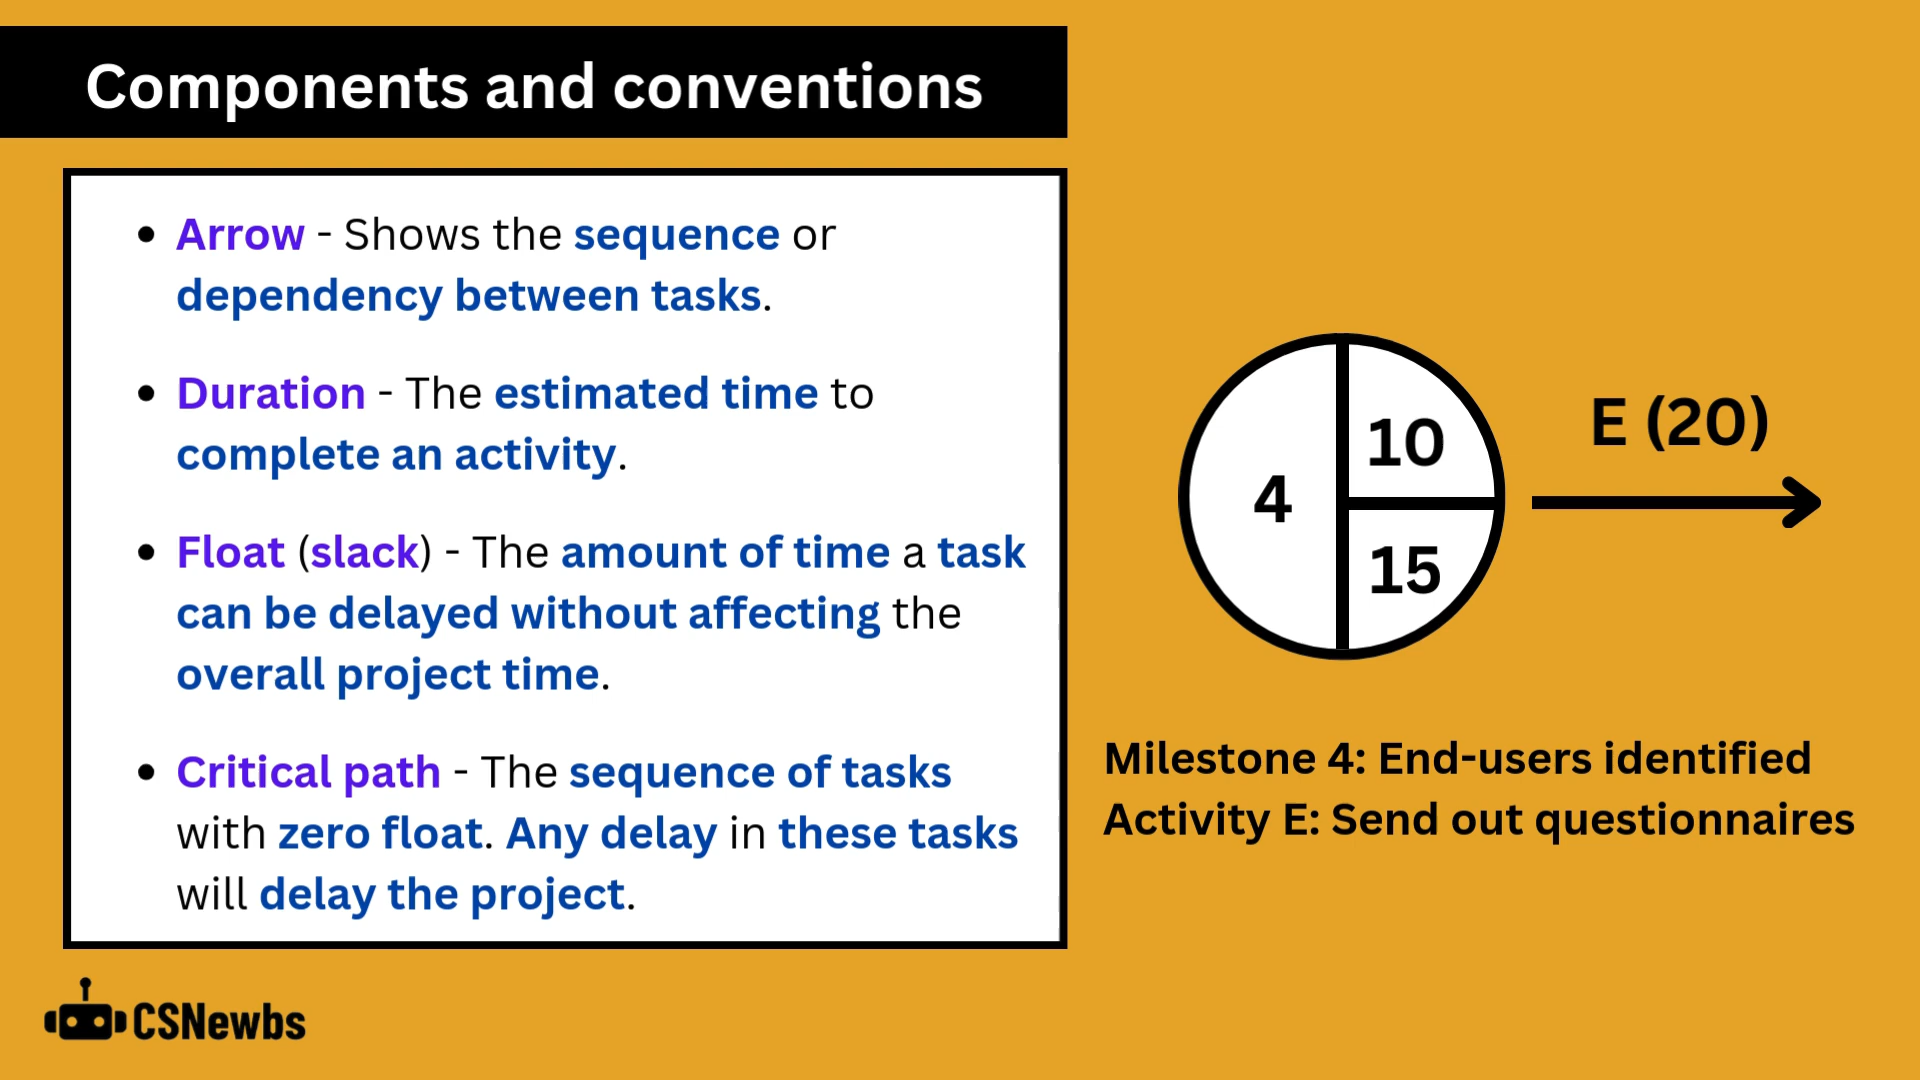 Components and conventions
• Arrow - Shows the sequence or
dependency between tasks.
• Duration - The estimated time to
complete an activity.
• Float (slack) - The amount of time a task
can be delayed without affecting the
overall project time.
• Critical path - The sequence of tasks
with zero float. Any delay in these tasks
will delay the project.
4
10
15
E (20)
Milestone 4: End-users identified
Activity E: Send out questionnaires
CSNewbs